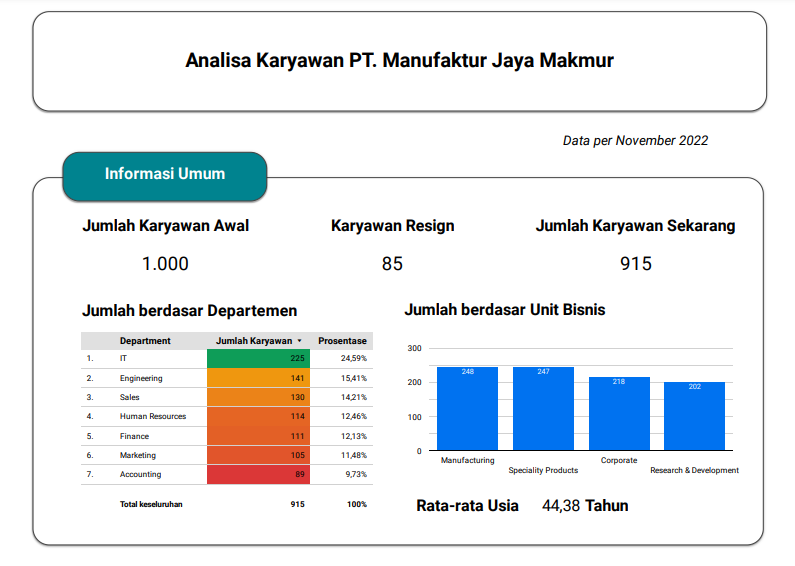 Analisa Karyawan PT. Manufaktur Jaya Makmur
Data per November 2022
Informasi Umum
Jumlah Karyawan Awal Karyawan Resign Jumlah Karyawan Sekarang
1.000 85 915
Jumlah berdasar Departemen
Department Jumlah Karyawan Prosentase
1. IT 225 24,59%
2. Engineering 141 15,41%
3. Sales 130 14,21%
4. Human Resources 114 12,46%
5. Finance 111 12,13%
6. Marketing 105 11,48%
7. Accounting 89 9,73%
Total keseluruhan 915 100%
Jumlah berdasar Unit Bisnis
300
200
100
0
248 247 218 202
Manufacturing Speciality Products Corporate Research & Development
Rata-rata Usia 44,38 Tahun